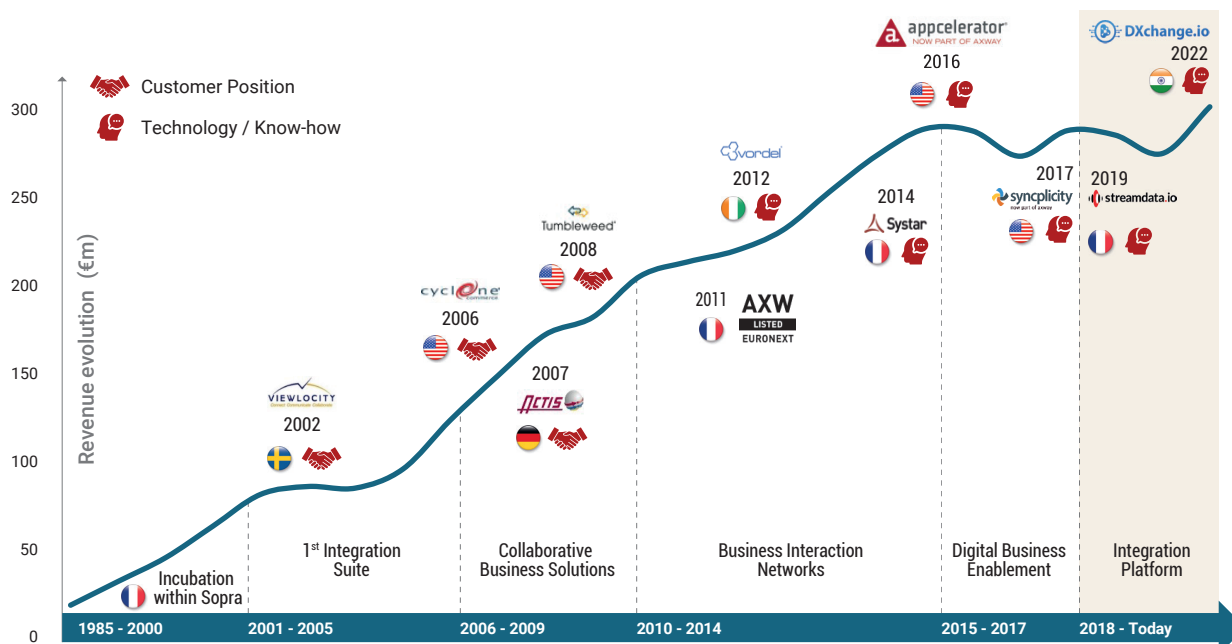 Revenue evolution (€m)
300
250
200
150
100
50
0
Customer Position
Technology / Know-how
Incubation
within Sopra
1985 - 2000
VIEWLOCITY
2002
1st Integration
Suite
2001 - 2005
cyclone
commerce
2006
Tumbleweed
2008
2007
ACTIS
Collaborative
Business Solutions
2006 - 2009
vordel
2012
2011
AXW
LISTED
EURONEXT
2014
Systar
Business Interaction
Networks
2010 - 2014
a appcelerator
NOW PART OF AXWAY
2016
2017
syncplicity
now part of axway
Digital Business
Enablement
2015 - 2017
DXchange.io
2022
2019
streamdata.io
Integration
Platform
2018 - Today